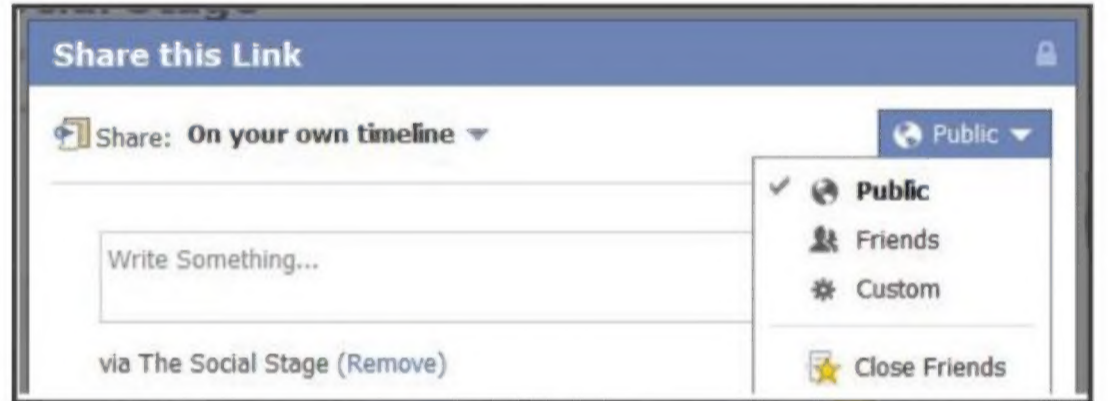 Share this Link
Share: On your own timeline
Public
Public
Friends
Write Something...
Custom
via The Social Stage (Remove)
Close Friends